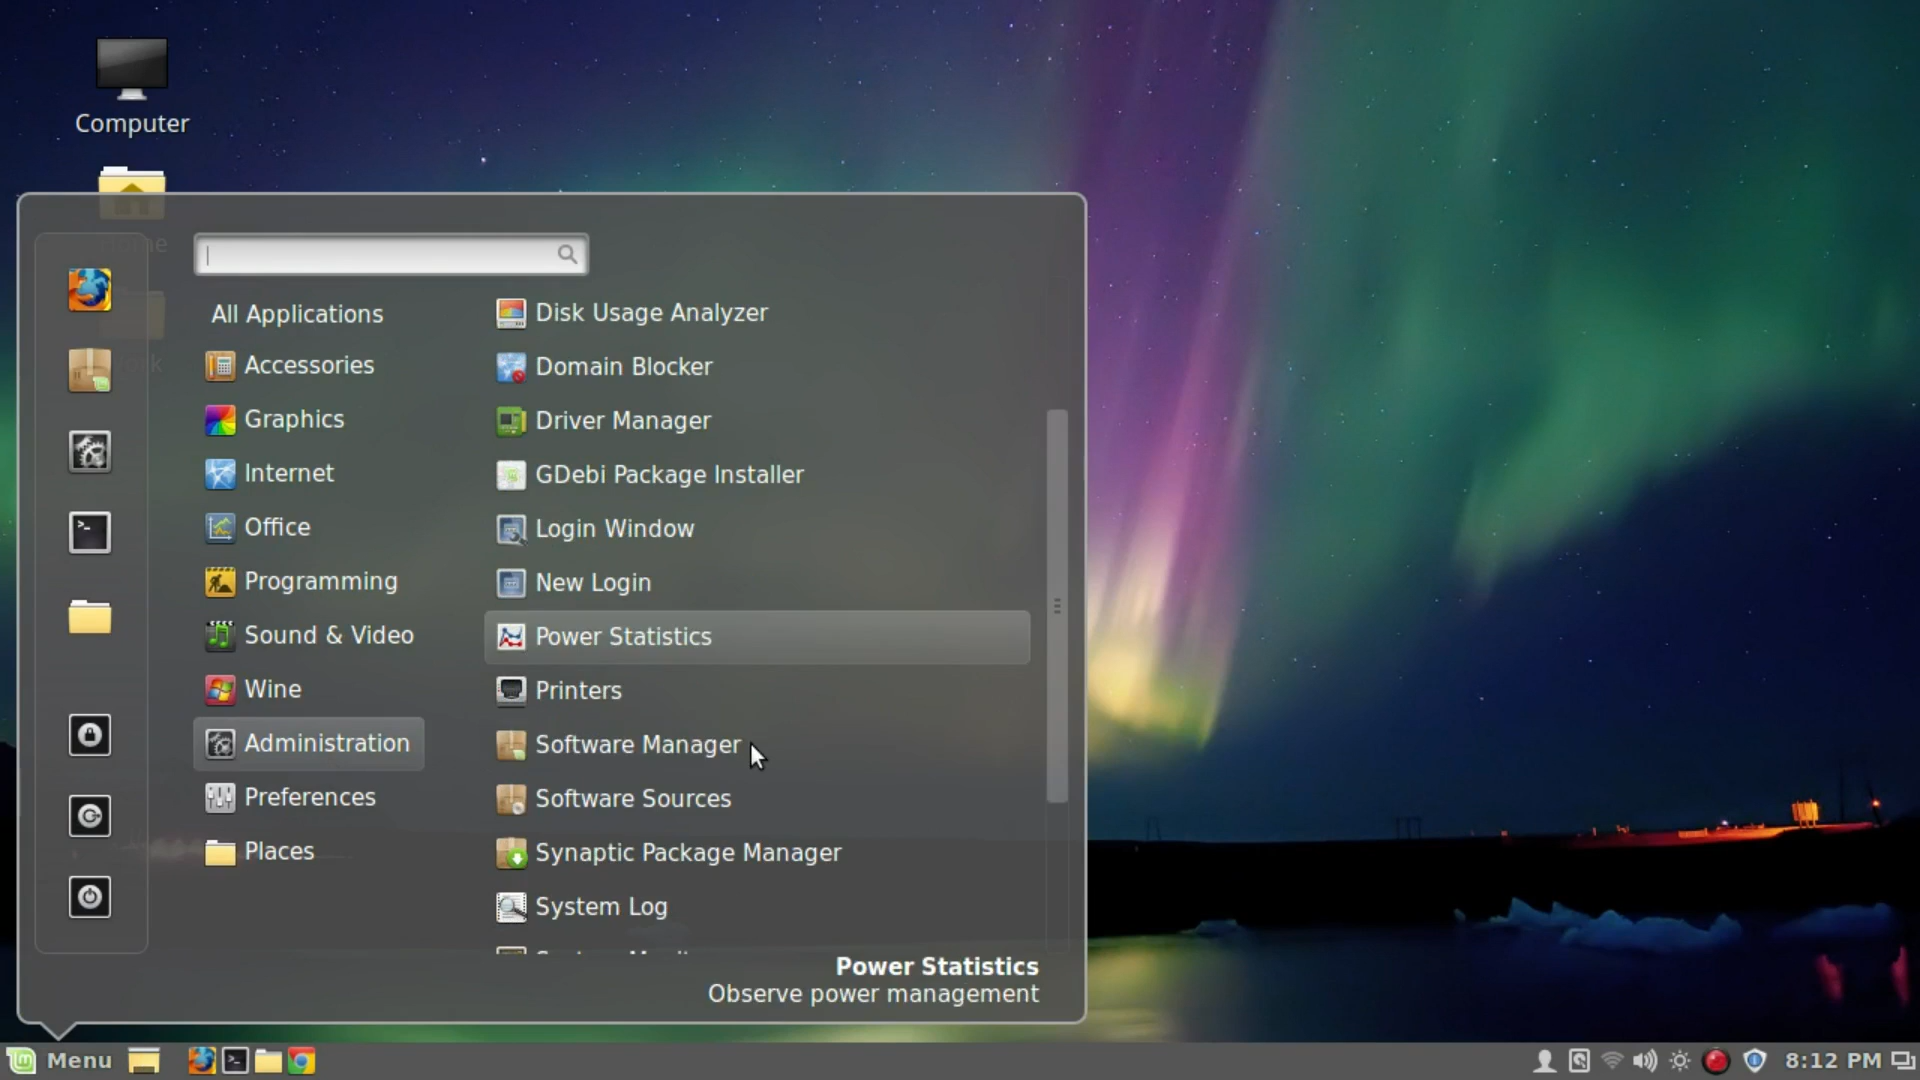 Computer
All Applications
Accessories
Graphics
Internet
Office
Programming
Sound & Video
Wine
Administration
Preferences
Places
Disk Usage Analyzer
Domain Blocker
Driver Manager
GDebi Package Installer
Login Window
New Login
Power Statistics
Printers
Software Manager
Software Sources
Synaptic Package Manager
System Log
Power Statistics
Observe power management
Menu
8:12 PM